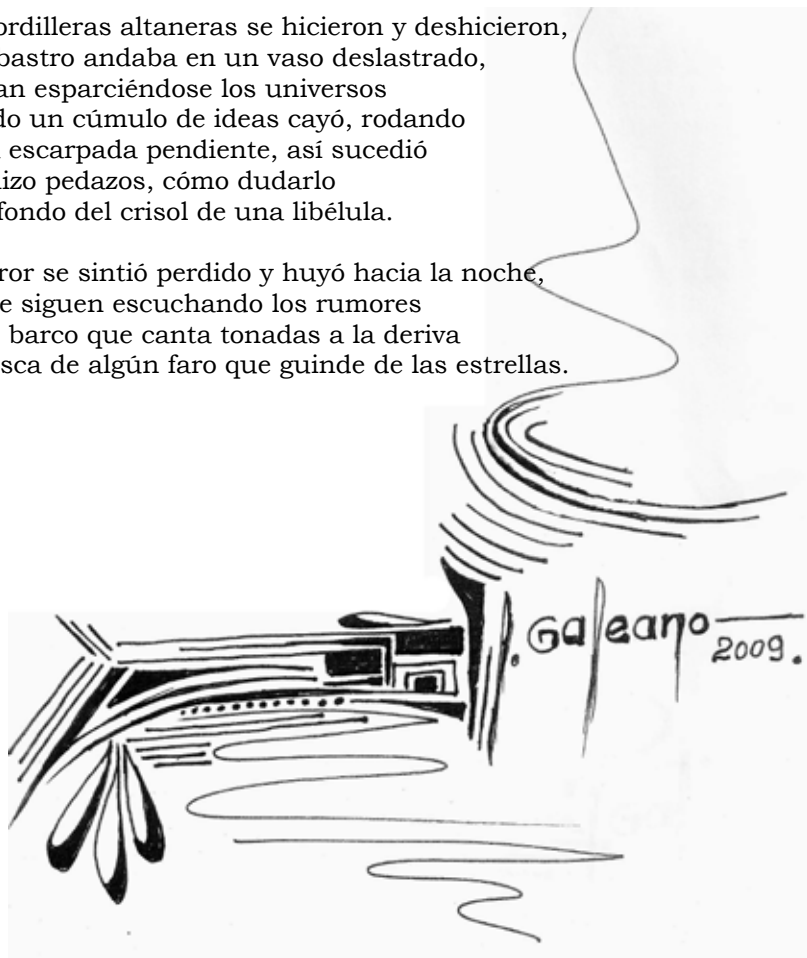 ordilleras altaneras se hicieron y deshicieron,
bastro andaba en un vaso deslastrado,
an esparciéndose los universos
do un cúmulo de ideas cayó, rodando
escarpada pendiente, así sucedió
izo pedazos, cómo dudarlo
fondo del crisol de una libélula.
ror se sintió perdido y huyó hacia la noche,
e siguen escuchando los rumores
barco que canta tonadas a la deriva
sca de algún faro que guinde de las estrellas.
Galeano
2009.